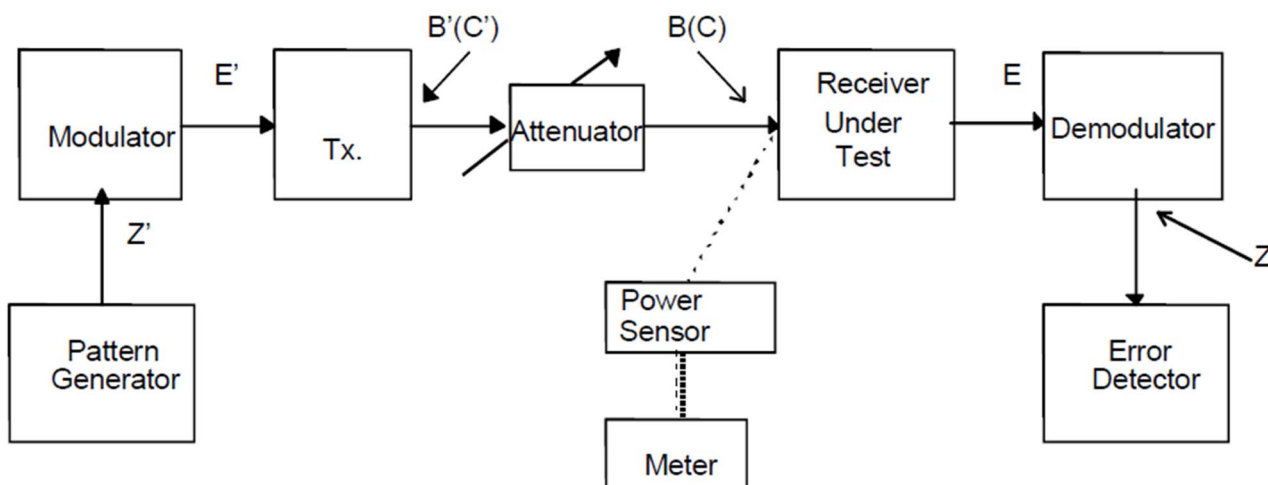 B'(C')
B(C)
E'
Modulator
Tx.
Attenuator
Receiver
Under
Test
E
Demodulator
Z'
Z
Pattern
Generator
Power
Sensor
Meter
Error
Detector